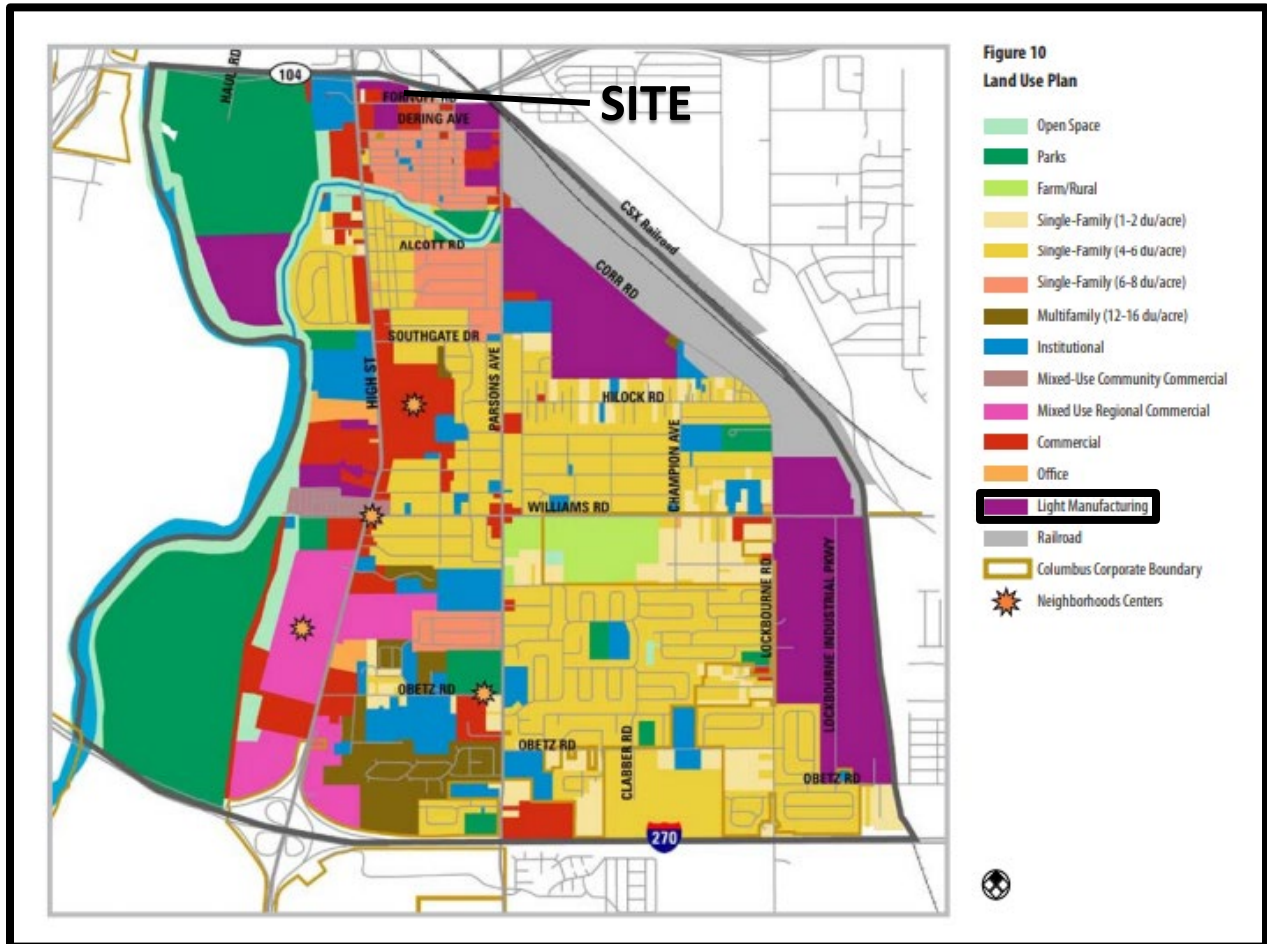 Figure 10
Land Use Plan
HAUL RD
104
FORNOFF RD
SITE
DERING AVE
CSX Railroad
ALCOTT RD
CORR RD
SOUTHGATE DR
HIGH ST
PARSONS AVE
HILOCK RD
CHAMPION AVE
WILLIAMS RD
LOCKBOURNE RD
LOCKBOURNE INDUSTRIAL PKWY
OBETZ RD
OBETZ RD
CLABBER RD
OBETZ RD
270
Open Space
Parks
Farm/Rural
Single-Family (1-2 du/acre)
Single-Family (4-6 du/acre)
Single-Family (6-8 du/acre)
Multifamily (12-16 du/acre)
Institutional
Mixed-Use Community Commercial
Mixed Use Regional Commercial
Commercial
Office
Light Manufacturing
Railroad
Columbus Corporate Boundary
Neighborhoods Centers